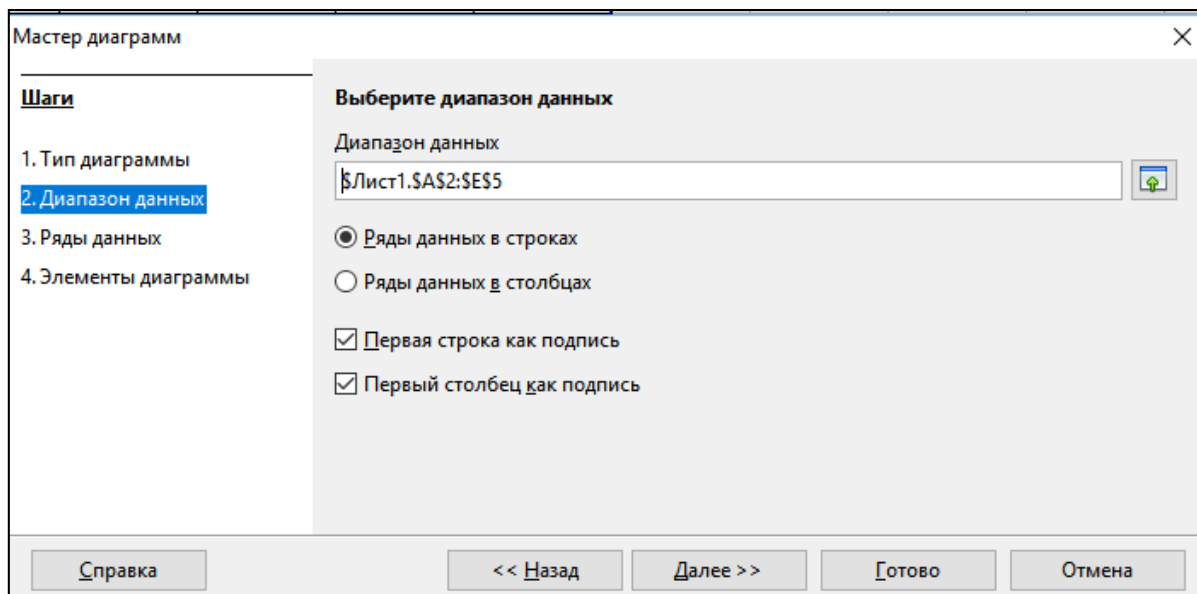 Мастер диаграмм
Шаги
1. Тип диаграммы
2. Диапазон данных
3. Ряды данных
4. Элементы диаграммы
Выберите диапазон данных
Диапазон данных
$Лист1.$A$2:$E$5
Ряды данных в строках
Ряды данных в столбцах
Первая строка как подпись
Первый столбец как подпись
Справка
<< Назад
Далее >>
Готово
Отмена